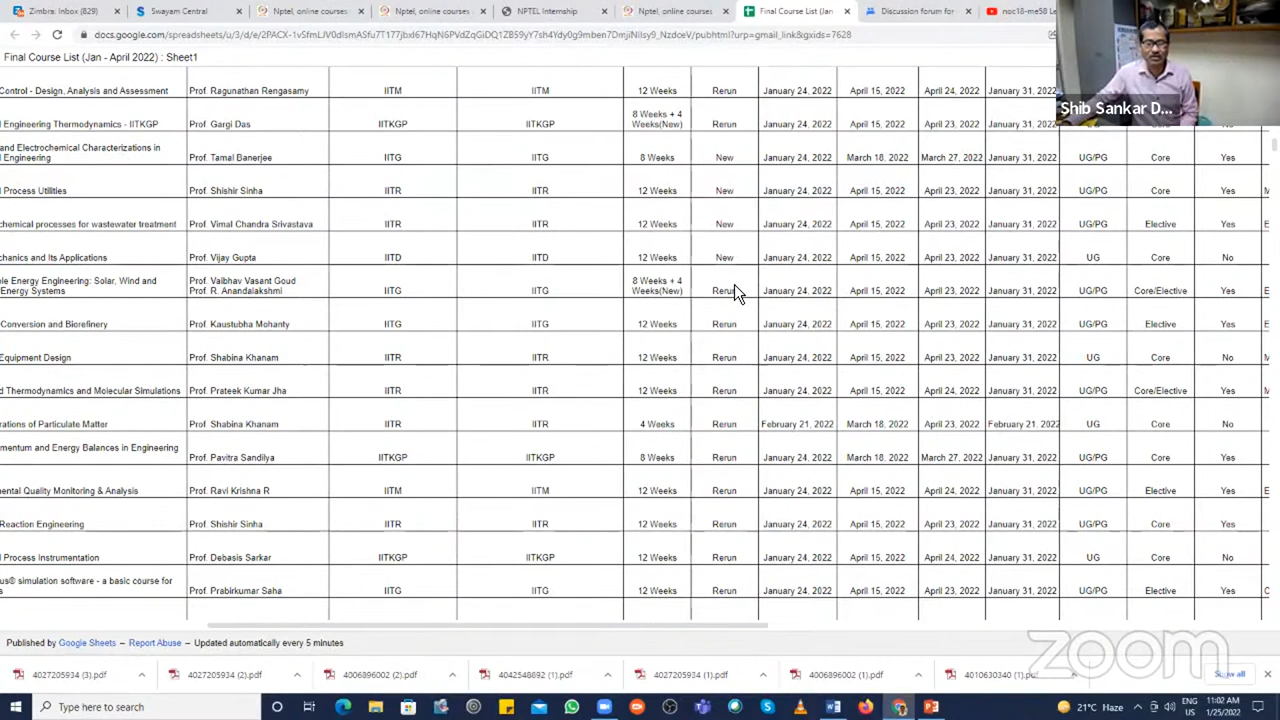 Zimbra: Inbox (829)
Swayam Central
Nptel, online courses
Nptel, online courses
NPTEL Internship
Nptel, online courses
Final Course List (Jan
Discussion forum for
noc18-me58 Le
Final Course List (Jan - April 2022) : Sheet1
Control - Design, Analysis and Assessment Prof. Ragunathan Rengasamy IITM IITM 12 Weeks Rerun January 24, 2022 April 15, 2022 April 24, 2022 January 31, 2022
Shib Sankar D...
8 Weeks + 4
l Engineering Thermodynamics - IITKGP Prof. Gargi Das IITKGP IITKGP Weeks(New) Rerun January 24, 2022 April 15, 2022 April 23, 2022 January 31, 2022
and Electrochemical Characterizations in
Engineering Prof. Tamal Banerjee IITG IITG 8 Weeks New January 24, 2022 March 18, 2022 March 27, 2022 January 31, 2022 UG/PG Core Yes
l Process Utilities Prof. Shishir Sinha IITR IITR 12 Weeks New January 24, 2022 April 15, 2022 April 23, 2022 January 31, 2022 UG/PG Core Yes
chemical processes for wastewater treatment Prof. Vimal Chandra Srivastava IITR IITR 12 Weeks New January 24, 2022 April 15, 2022 April 23, 2022 January 31, 2022 UG/PG Elective Yes
chanics and Its Applications Prof. Vijay Gupta IITD IITD 12 Weeks New January 24, 2022 April 15, 2022 April 23, 2022 January 31, 2022 UG Core No
le Energy Engineering: Solar, Wind and Prof. Vaibhav Vasant Goud 8 Weeks + 4
Energy Systems Prof. R. Anandalakshmi IITG IITG Weeks(New) Rerun January 24, 2022 April 15, 2022 April 23, 2022 January 31, 2022 UG/PG Core/Elective Yes
Conversion and Biorefinery Prof. Kaustubha Mohanty IITG IITG 12 Weeks Rerun January 24, 2022 April 15, 2022 April 23, 2022 January 31, 2022 UG/PG Elective Yes
Equipment Design Prof. Shabina Khanam IITR IITR 12 Weeks Rerun January 24, 2022 April 15, 2022 April 23, 2022 January 31, 2022 UG Core No
d Thermodynamics and Molecular Simulations Prof. Prateek Kumar Jha IITR IITR 12 Weeks Rerun January 24, 2022 April 15, 2022 April 24, 2022 January 31, 2022 UG/PG Core/Elective Yes
rations of Particulate Matter Prof. Shabina Khanam IITR IITR 4 Weeks Rerun February 21, 2022 March 18, 2022 April 23, 2022 February 21, 2022 UG Core No
mentum and Energy Balances in Engineering
Prof. Pavitra Sandilya IITKGP IITKGP 8 Weeks Rerun January 24, 2022 March 18, 2022 March 27, 2022 January 31, 2022 UG/PG Core Yes
mental Quality Monitoring & Analysis Prof. Ravi Krishna R IITM IITM 12 Weeks Rerun January 24, 2022 April 15, 2022 April 23, 2022 January 31, 2022 UG/PG Elective Yes
Reaction Engineering Prof. Shishir Sinha IITR IITR 12 Weeks Rerun January 24, 2022 April 15, 2022 April 23, 2022 January 31, 2022 UG/PG Core Yes
l Process Instrumentation Prof. Debasis Sarkar IITKGP IITKGP 12 Weeks Rerun January 24, 2022 April 15, 2022 April 24, 2022 January 31, 2022 UG Core No
us® simulation software - a basic course for
s Prof. Prabirkumar Saha IITG IITG 12 Weeks Rerun January 24, 2022 April 15, 2022 April 23, 2022 January 31, 2022 UG/PG Elective Yes
Published by Google Sheets – Report Abuse – Updated automatically every 5 minutes
zoom
4027205934 (3).pdf
4027205934 (2).pdf
4006896002 (2).pdf
4042548892 (1).pdf
4027205934 (1).pdf
4006896002 (1).pdf
4010630340 (1).pdf
Show all
Type here to search
21°C Haze
ENG
US
11:02 AM
1/25/2022